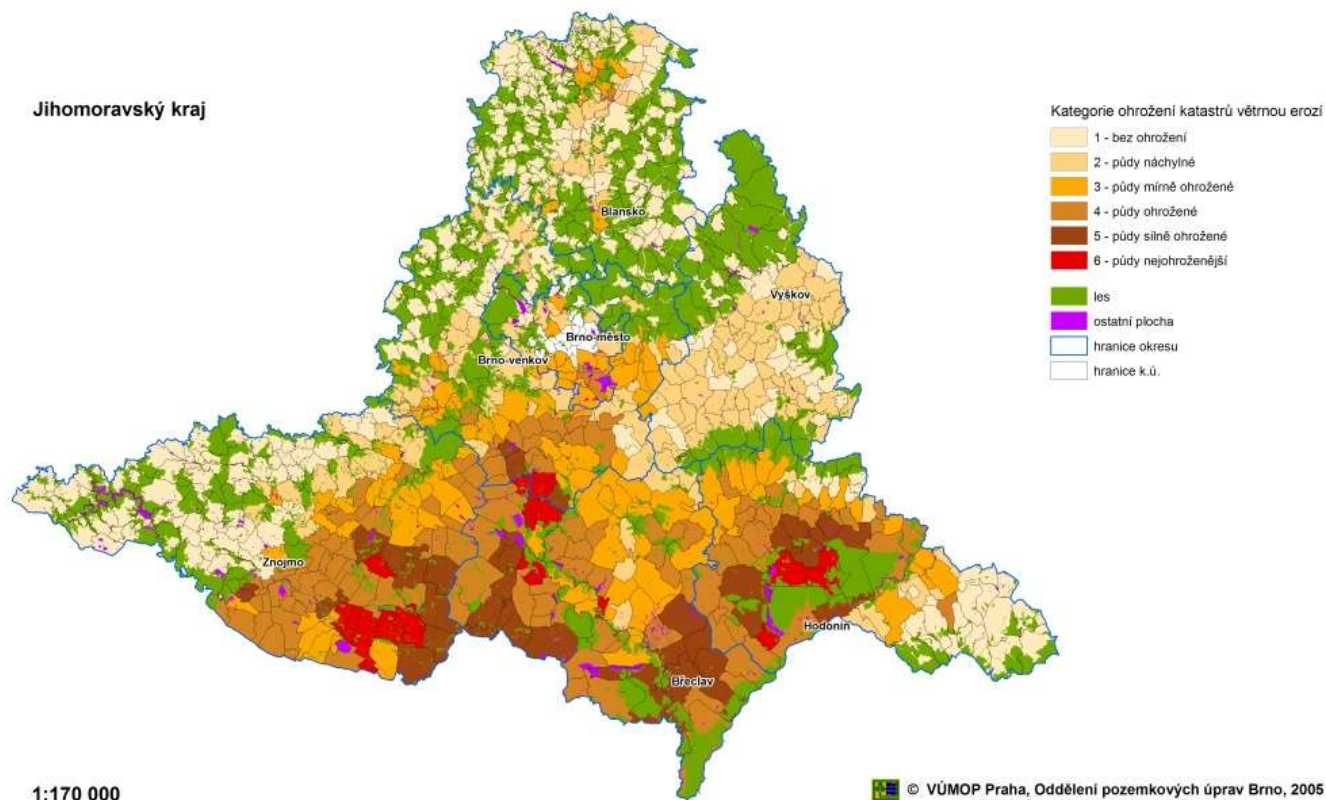 Jihomoravský kraj
Kategorie ohrožení katastrů větrnou erozí
1 - bez ohrožení
2 - půdy náchylné
3 - půdy mírně ohrožené
4 - půdy ohrožené
5 - půdy silně ohrožené
6 - půdy nejohroženější
les
ostatní plocha
hranice okresu
hranice k.ú.
Blansko
Vyškov
Brno-město
Brno-venkov
Znojmo
Hodonín
Břeclav
1:170 000
© VÚMOP Praha, Oddělení pozemkových úprav Brno, 2005